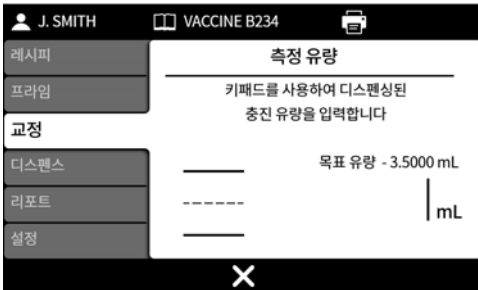 J. SMITH VACCINE B234
레시피
프라임
교정
디스펜스
리포트
설정
측정 유량
키패드를 사용하여 디스펜싱된
충진 유량을 입력합니다
목표 유량 - 3.5000 mL
mL